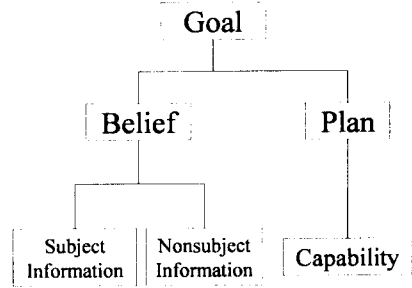 Goal
Belief
Plan
Subject
Information
Nonsubject
Information
Capability